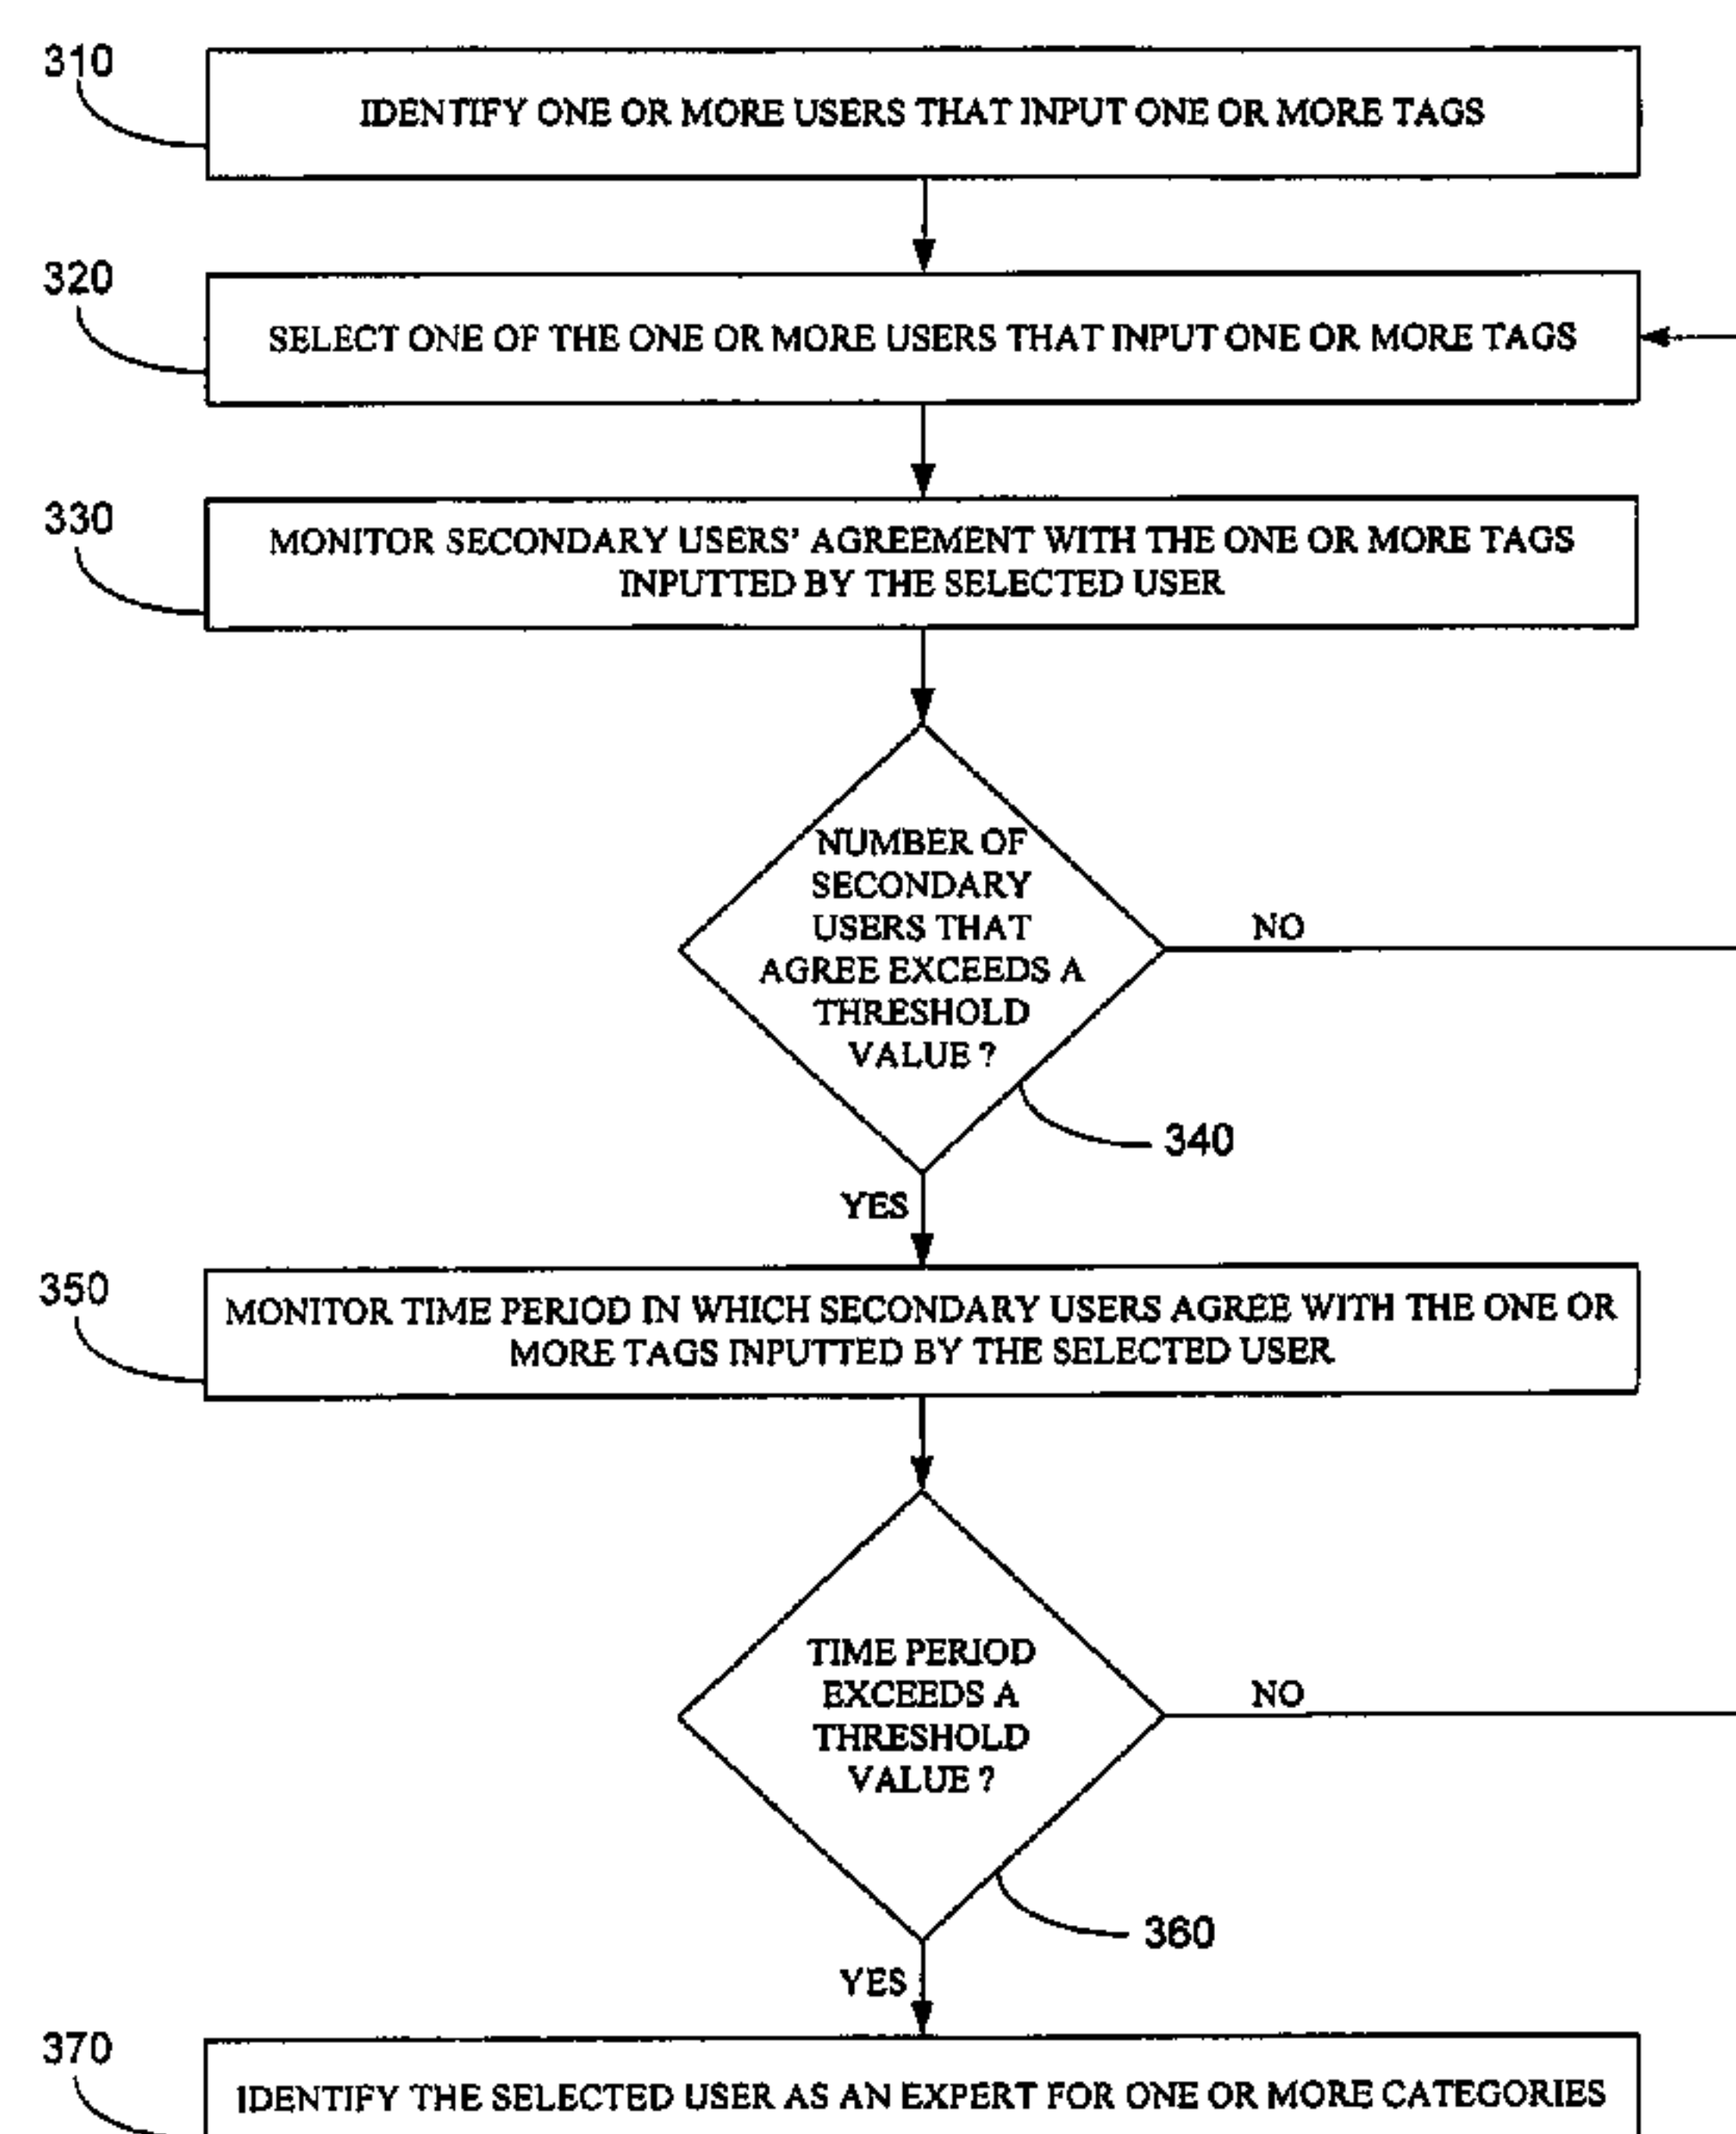 310
IDENTIFY ONE OR MORE USERS THAT INPUT ONE OR MORE TAGS
320
SELECT ONE OF THE ONE OR MORE USERS THAT INPUT ONE OR MORE TAGS
330
MONITOR SECONDARY USERS' AGREEMENT WITH THE ONE OR MORE TAGS
INPUTTED BY THE SELECTED USER
NUMBER OF
SECONDARY
USERS THAT
AGREE EXCEEDS A
THRESHOLD
VALUE ?
NO
340
YES
350
MONITOR TIME PERIOD IN WHICH SECONDARY USERS AGREE WITH THE ONE OR
MORE TAGS INPUTTED BY THE SELECTED USER
TIME PERIOD
EXCEEDS A
THRESHOLD
VALUE ?
NO
360
YES
370
IDENTIFY THE SELECTED USER AS AN EXPERT FOR ONE OR MORE CATEGORIES